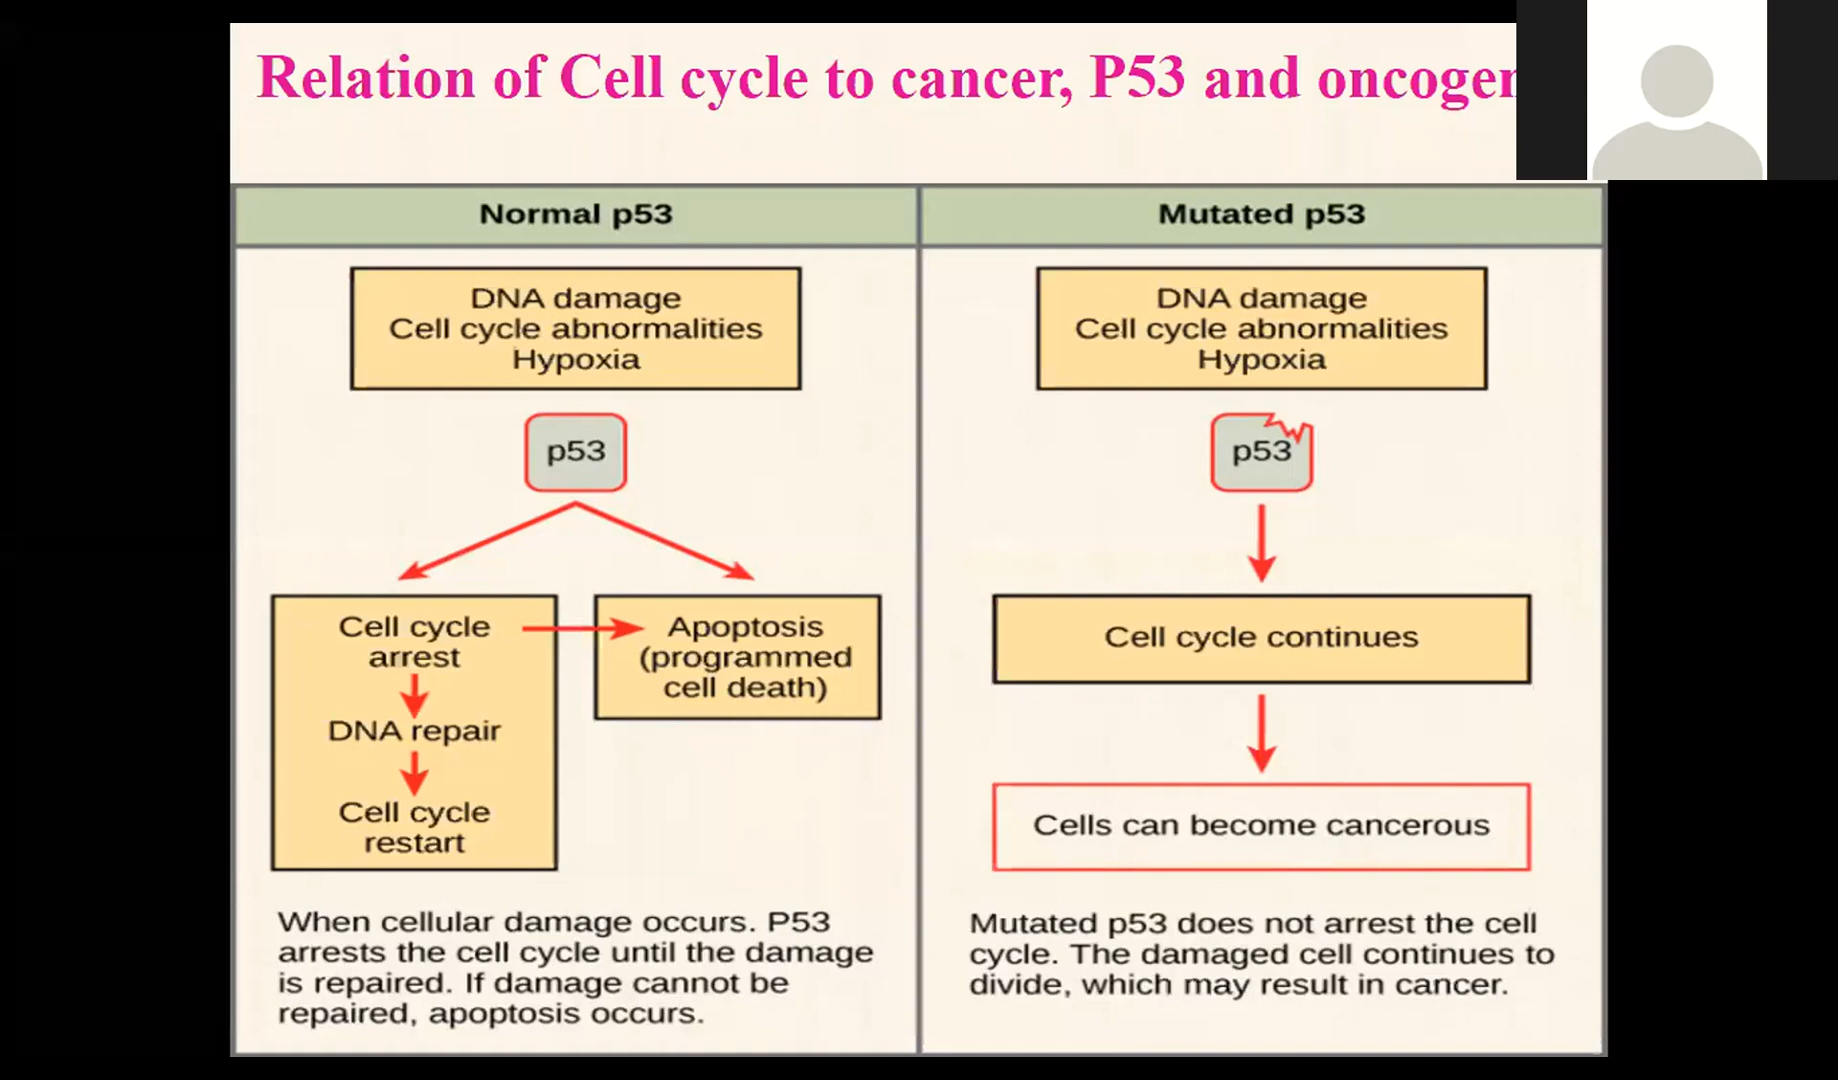 Relation of Cell cycle to cancer, P53 and
Normal p53
DNA damage
Cell cycle abnormalities
Hypoxia
p53
Cell cycle
arrest
DNA repair
Cell cycle
restart
Apoptosis
(programmed
cell death)
When cellular damage occurs. P53
arrests the cell cycle until the damage
is repaired. If damage cannot be
repaired, apoptosis occurs.
Mutated p53
DNA damage
Cell cycle abnormalities
Hypoxia
p53
Cell cycle continues
Cells can become cancerous
Mutated p53 does not arrest the cell
cycle. The damaged cell continues to
divide, which may result in cancer.